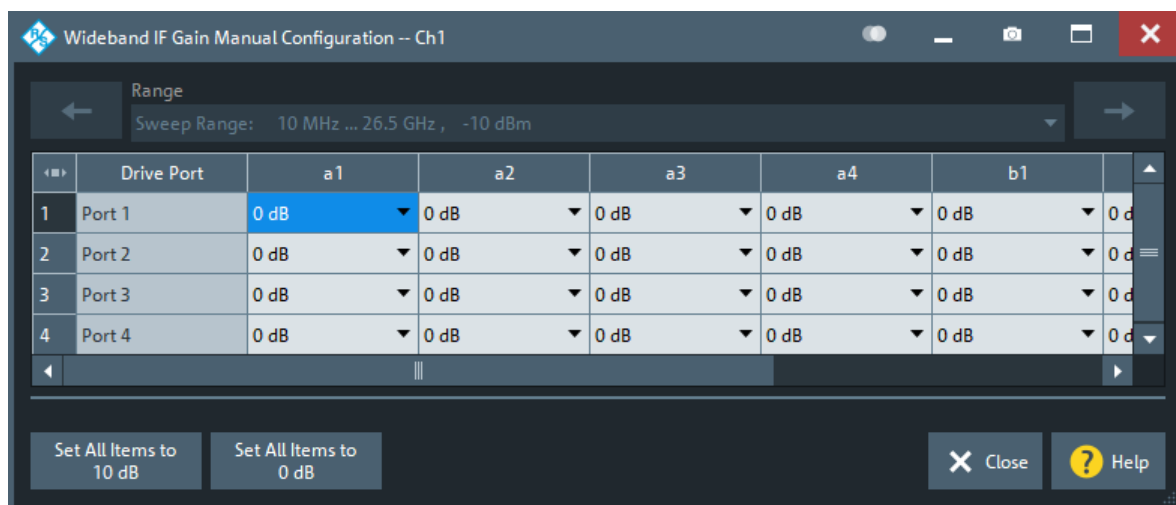 Wideband IF Gain Manual Configuration -- Ch1
Range
Sweep Range: 10 MHz ... 26.5 GHz , -10 dBm
Drive Port a1 a2 a3 a4 b1
1 Port 1 0 dB 0 dB 0 dB 0 dB 0 dB 0 d
2 Port 2 0 dB 0 dB 0 dB 0 dB 0 dB 0 d
3 Port 3 0 dB 0 dB 0 dB 0 dB 0 dB 0 d
4 Port 4 0 dB 0 dB 0 dB 0 dB 0 dB 0 d
Set All Items to
10 dB
Set All Items to
0 dB
Close
? Help